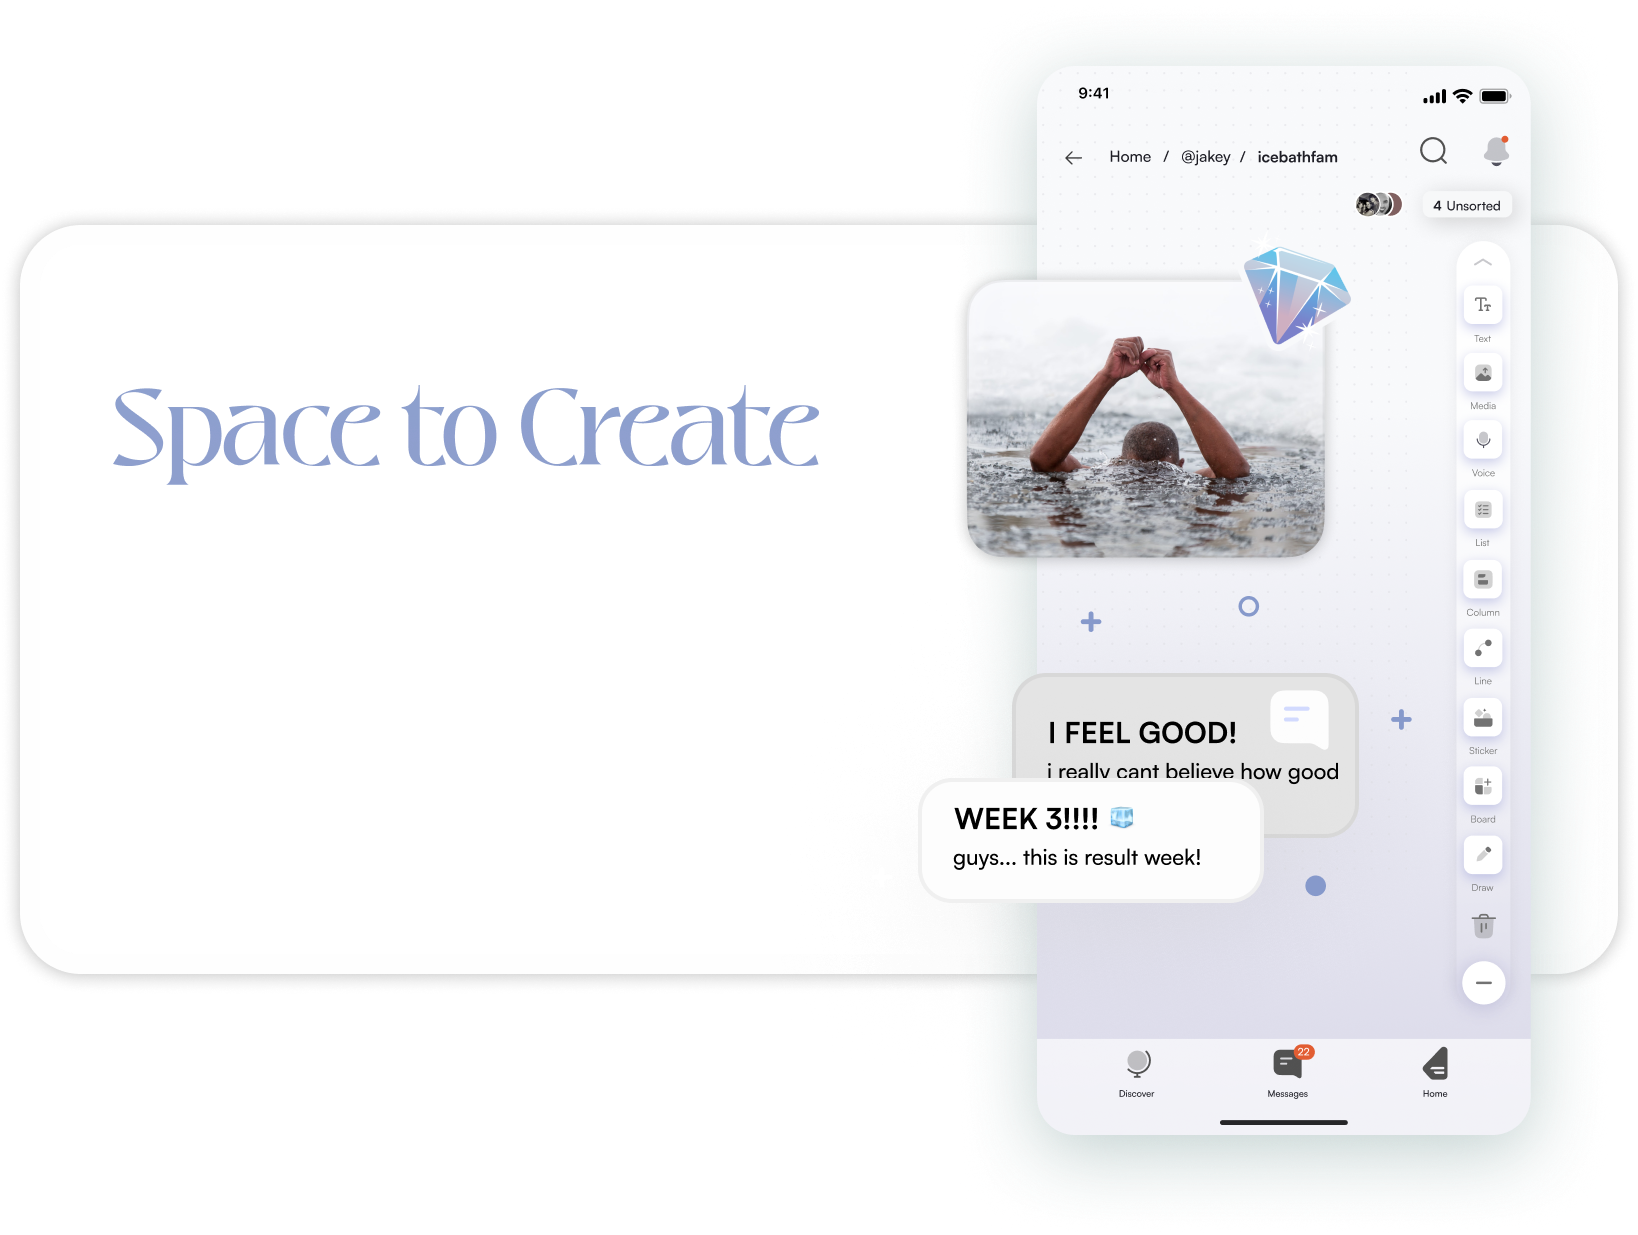 Space to Create
9:41
Home / @jakey / icebathfam
4 Unsorted
Text
Media
Voice
List
Column
Line
Sticker
Board
Draw
I FEEL GOOD!
i really cant believe how good
WEEK 3!!!!
guys... this is result week!
22
Discover
Messages
Home